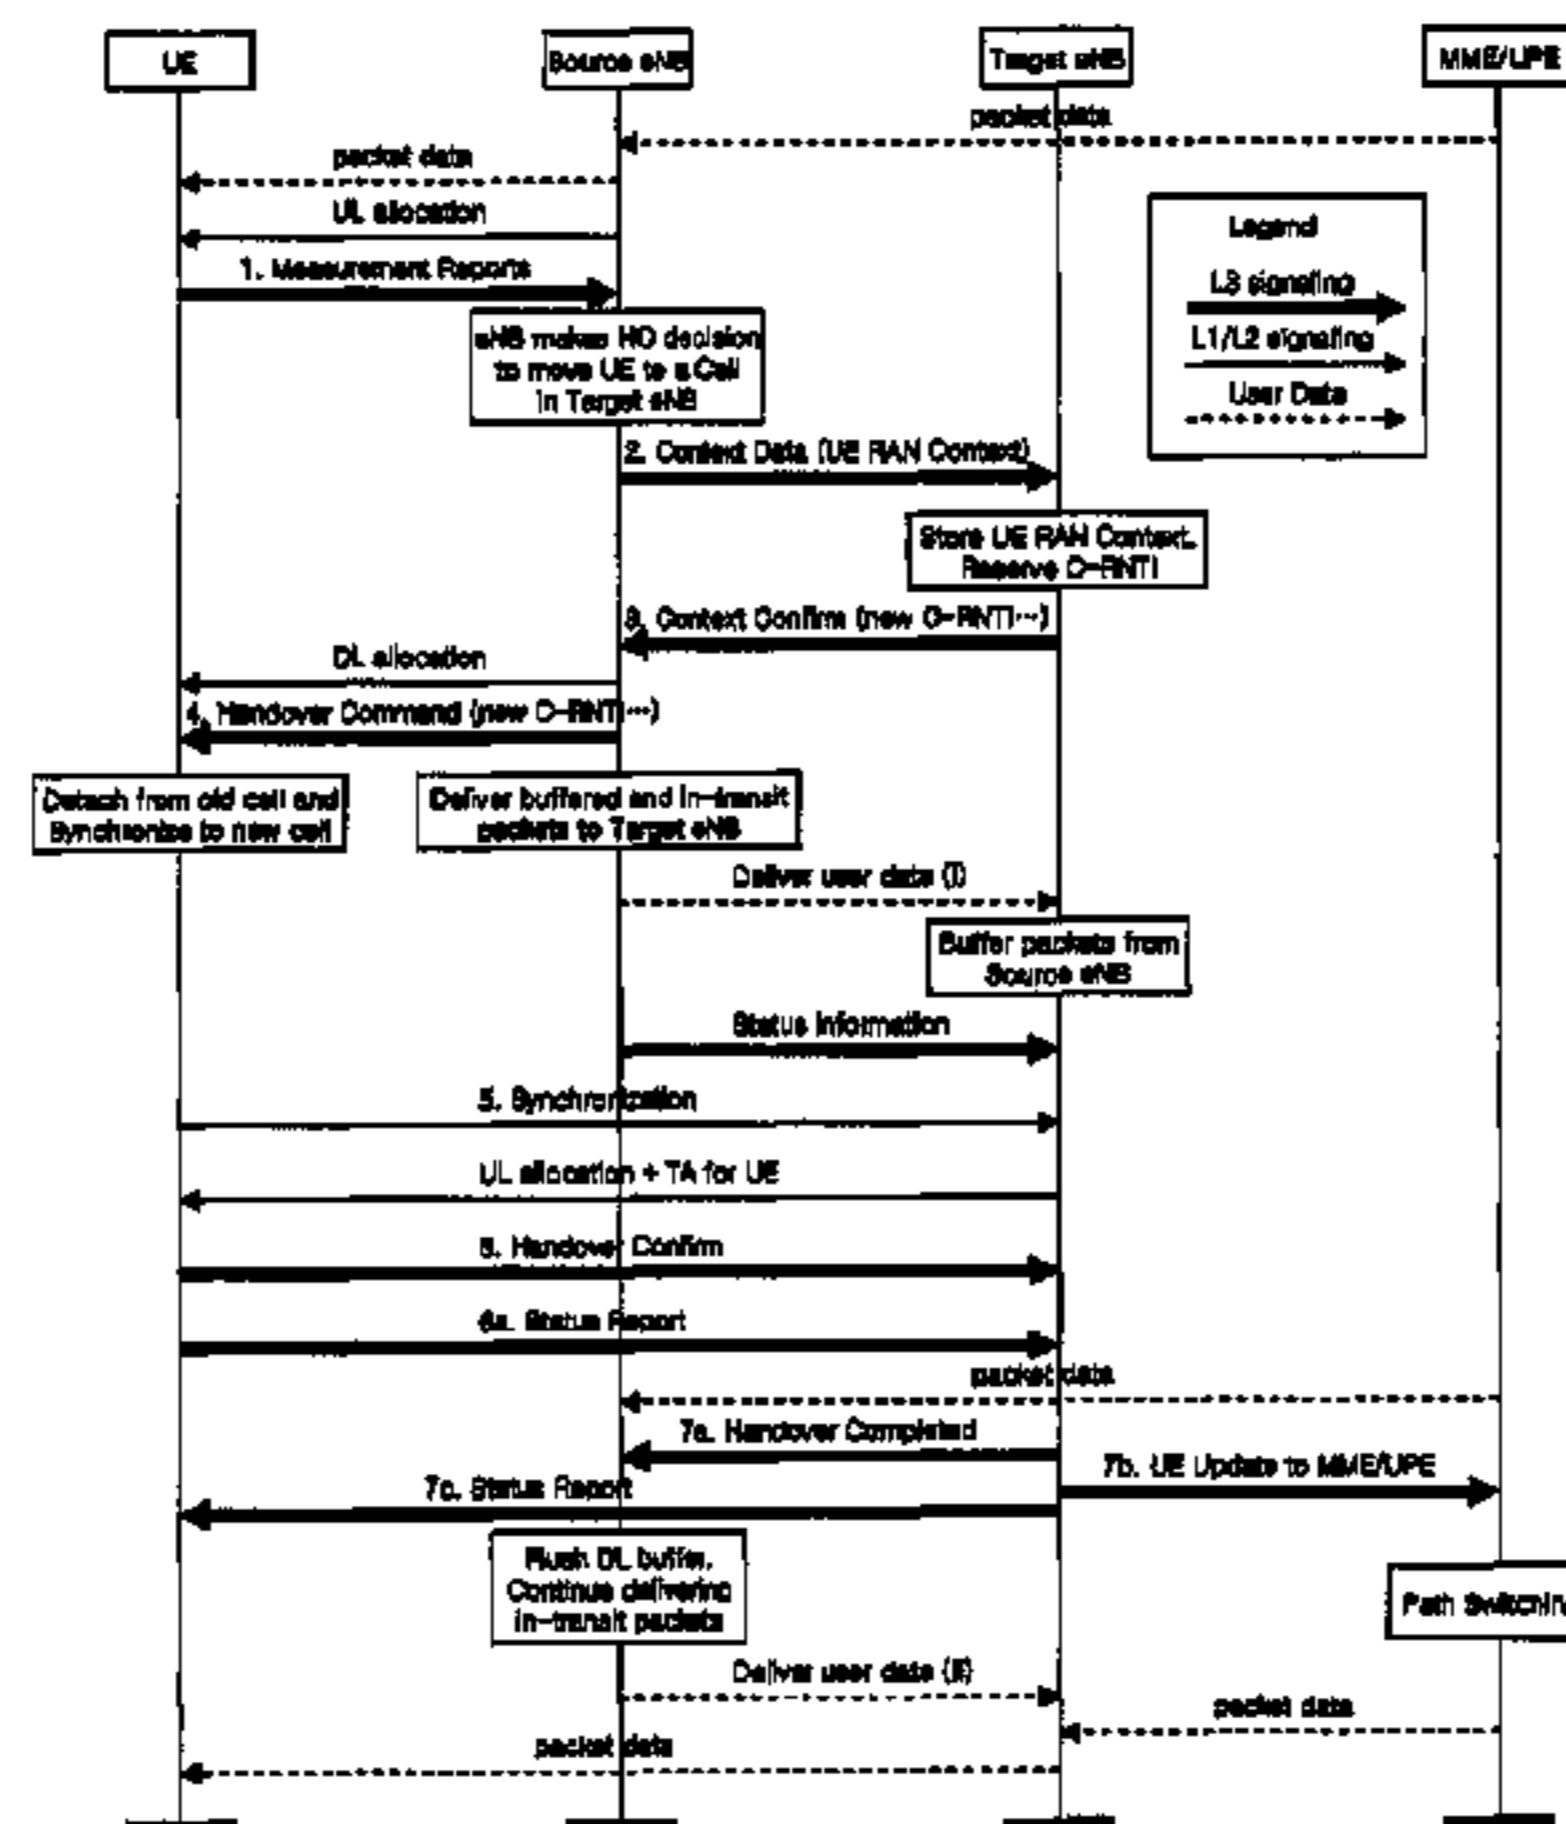 UE
Source eNB
Target eNB
MME/UPE
packet data
packet data
UL allocation
1. Measurement Reports
Legend
L3 signaling
L1/L2 signaling
User Data
eNB makes HO decision
to move UE to a Cell
in Target eNB
2. Context Data (UE RAN Context)
Store UE RAN Context,
Reserve C-RNTI
3. Context Confirm (new C-RNTI...)
DL allocation
4. Handover Command (new C-RNTI...)
Detach from old cell and
Synchronize to new cell
Deliver buffered and in-transit
packets to Target eNB
Deliver user data (I)
Buffer packets from
Source eNB
Status Information
5. Synchronization
UL allocation + TA for UE
Handover Confirm
6a. Status Report
packet data
7a. Handover Completed
7b. UE Update to MME/UPE
7c. Status Report
Flush DL buffer,
Continue delivering
in-transit packets
Path Switchin
Deliver user data (II)
packet data
packet data